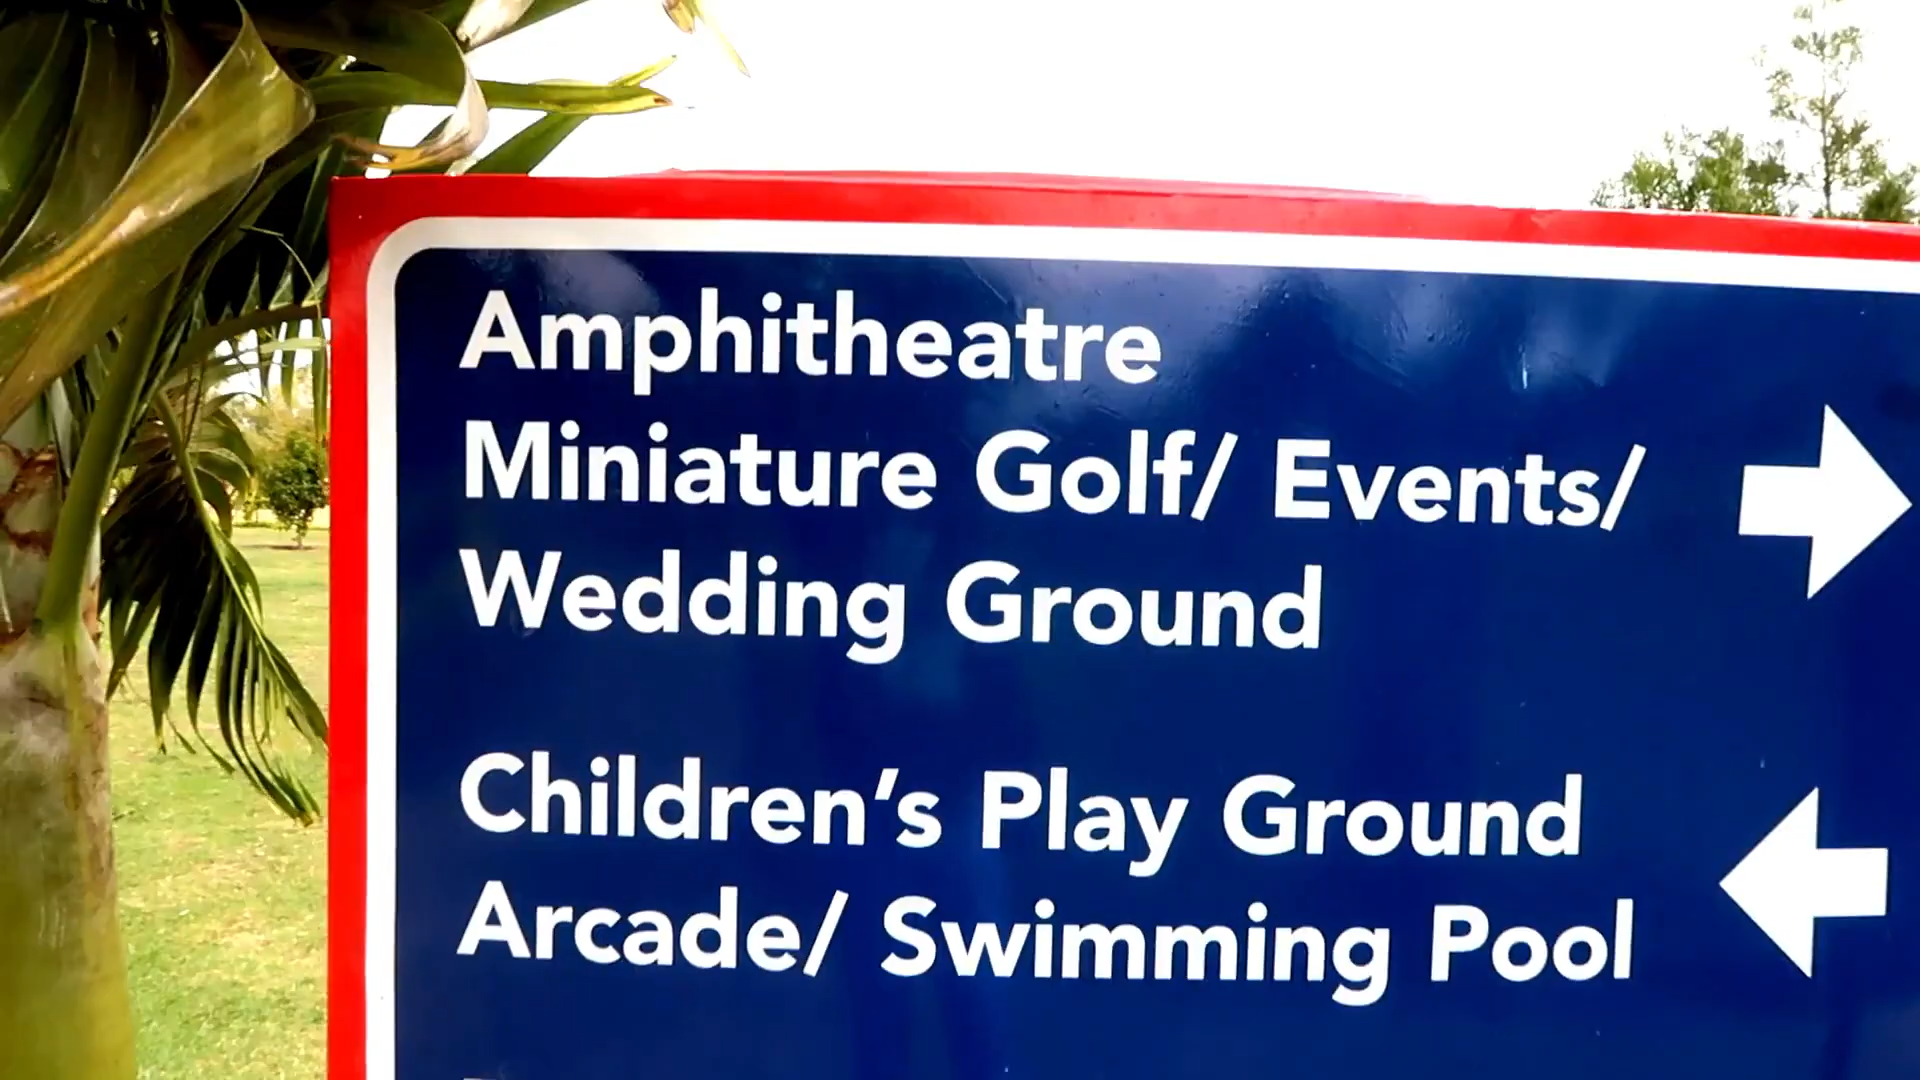 Amphitheatre
Miniature Golf/ Events/
Wedding Ground
Children's Play Ground
Arcade/ Swimming Pool